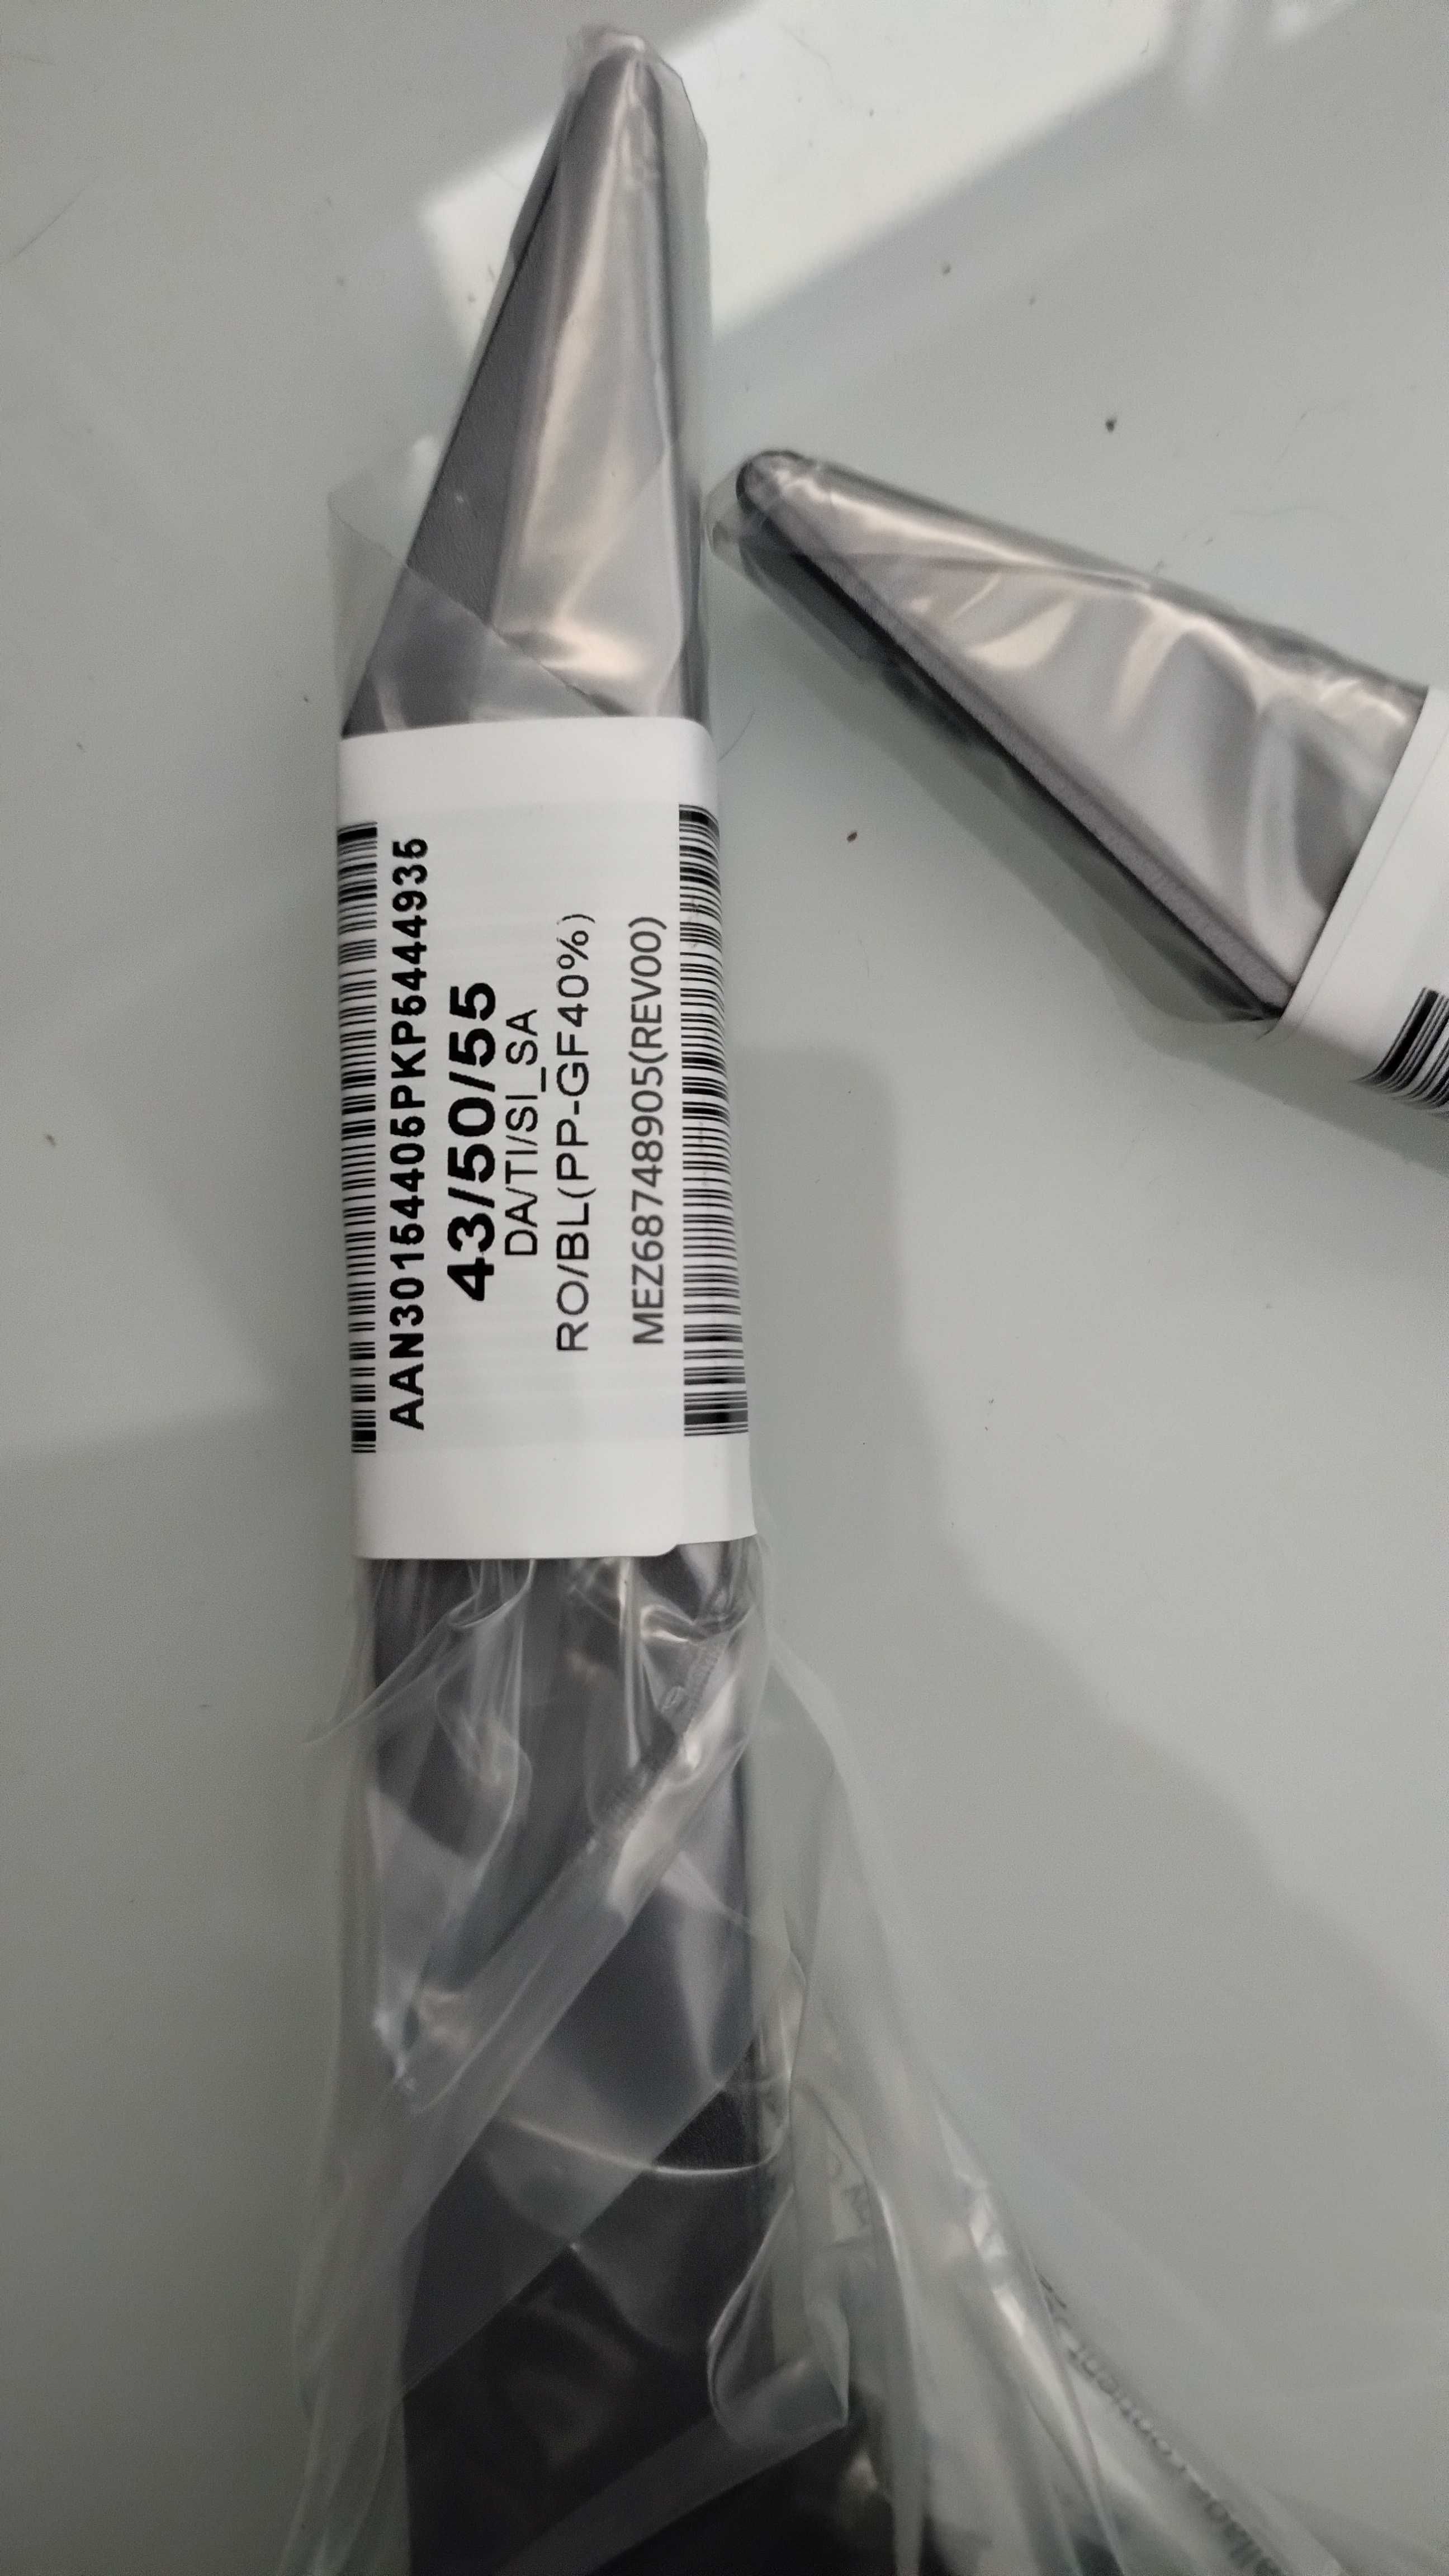 AAN30154405PKP5444935
43/50/55
DA/TI/SI_SA
RO/BL(PP-GF40%)
MEZ68748905(REV00)